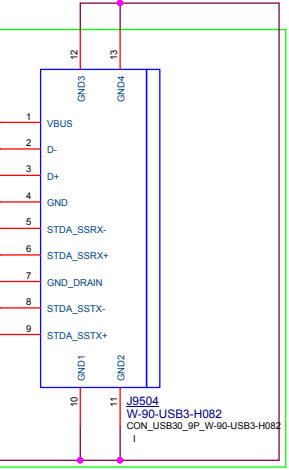 12
13
GND3
GND4
1 VBUS
2 D-
3 D+
4 GND
5 STDA_SSRX-
6 STDA_SSRX+
7 GND_DRAIN
8 STDA_SSTX-
9 STDA_SSTX+
GND1
GND2
10
11
J9504
W-90-USB3-H082
CON_USB30_9P_W-90-USB3-H082
I